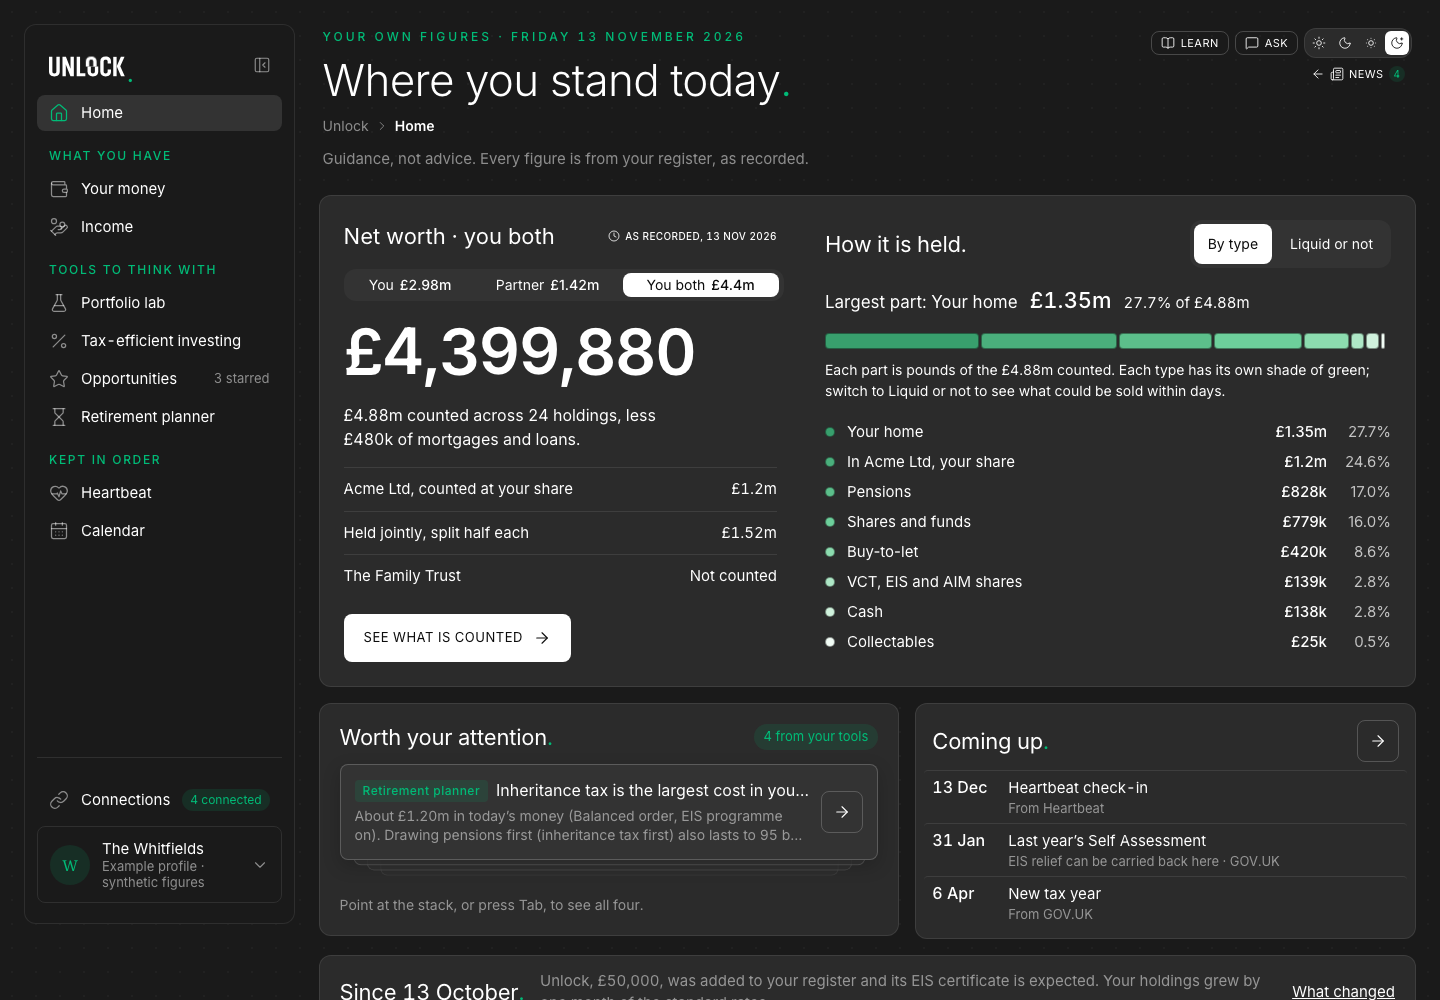 UNLOCK.
Home
WHAT YOU HAVE
Your money
Income
TOOLS TO THINK WITH
Portfolio lab
Tax-efficient investing
Opportunities 3 starred
Retirement planner
KEPT IN ORDER
Heartbeat
Calendar
Connections 4 connected
W
The Whitfields
Example profile ·
synthetic figures
YOUR OWN FIGURES · FRIDAY 13 NOVEMBER 2026
Where you stand today.
Unlock > Home
Guidance, not advice. Every figure is from your register, as recorded.
LEARN ASK
NEWS 4
Net worth · you both AS RECORDED, 13 NOV 2026
You £2.98m Partner £1.42m You both £4.4m
£4,399,880
£4.88m counted across 24 holdings, less
£480k of mortgages and loans.
Acme Ltd, counted at your share £1.2m
Held jointly, split half each £1.52m
The Family Trust Not counted
SEE WHAT IS COUNTED
How it is held. By type Liquid or not
Largest part: Your home £1.35m 27.7% of £4.88m
Each part is pounds of the £4.88m counted. Each type has its own shade of green;
switch to Liquid or not to see what could be sold within days.
Your home £1.35m 27.7%
In Acme Ltd, your share £1.2m 24.6%
Pensions £828k 17.0%
Shares and funds £779k 16.0%
Buy-to-let £420k 8.6%
VCT, EIS and AIM shares £139k 2.8%
Cash £138k 2.8%
Collectables £25k 0.5%
Worth your attention. 4 from your tools
Retirement planner Inheritance tax is the largest cost in you...
About £1.20m in today's money (Balanced order, EIS programme
on). Drawing pensions first (inheritance tax first) also lasts to 95 b...
Point at the stack, or press Tab, to see all four.
Coming up.
13 Dec Heartbeat check-in
From Heartbeat
31 Jan Last year's Self Assessment
EIS relief can be carried back here · GOV.UK
6 Apr New tax year
From GOV.UK
Since 13 October. Unlock, £50,000, was added to your register and its EIS certificate is expected. Your holdings grew by
What changed